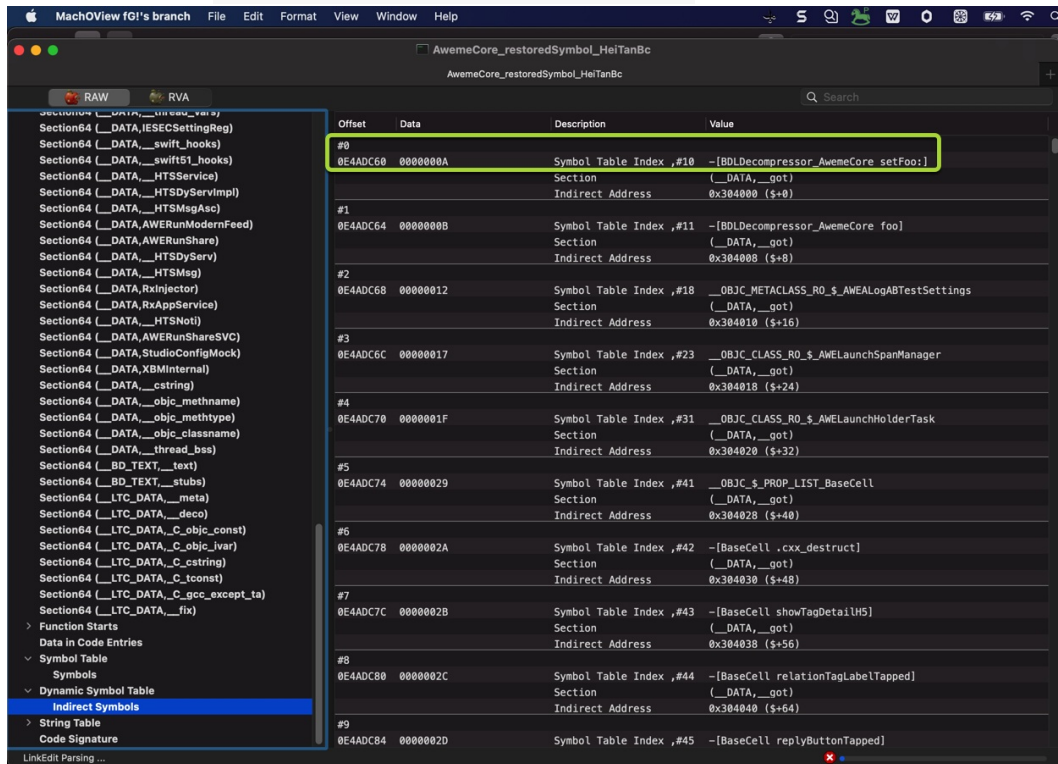 MachOView fG!'s branch File Edit Format View Window Help
AwemeCore_restoredSymbol_HeiTanBc
AwemeCore_restoredSymbol_HeiTanBc
RAW RVA Search
Section64 (__DATA,__thread_vars)
Section64 (__DATA,IESECSettingReg)
Section64 (__DATA,__swift_hooks)
Section64 (__DATA,__swift51_hooks)
Section64 (__DATA,__HTSService)
Section64 (__DATA,__HTSDyServImpl)
Section64 (__DATA,__HTSMsgAsc)
Section64 (__DATA,AWERunModernFeed)
Section64 (__DATA,AWERunShare)
Section64 (__DATA,__HTSDyServ)
Section64 (__DATA,__HTSMsg)
Section64 (__DATA,RxInjector)
Section64 (__DATA,RxAppService)
Section64 (__DATA,__HTSNoti)
Section64 (__DATA,AWERunShareSVC)
Section64 (__DATA,StudioConfigMock)
Section64 (__DATA,XBMInternal)
Section64 (__DATA,__cstring)
Section64 (__DATA,__objc_methname)
Section64 (__DATA,__objc_methtype)
Section64 (__DATA,__objc_classname)
Section64 (__DATA,__thread_bss)
Section64 (__BD_TEXT,__text)
Section64 (__BD_TEXT,__stubs)
Section64 (__LTC_DATA,__meta)
Section64 (__LTC_DATA,__deco)
Section64 (__LTC_DATA,_C_objc_const)
Section64 (__LTC_DATA,_C_objc_ivar)
Section64 (__LTC_DATA,_C_cstring)
Section64 (__LTC_DATA,_C_tconst)
Section64 (__LTC_DATA,_C_gcc_except_ta)
Section64 (__LTC_DATA,__fix)
Function Starts
Data in Code Entries
Symbol Table
Symbols
Dynamic Symbol Table
Indirect Symbols
String Table
Code Signature
Offset Data Description Value
#0
0E4ADC60 0000000A Symbol Table Index ,#10 -[BDLDecompressor_AwemeCore setFoo:]
Section (__DATA,__got)
Indirect Address 0x304000 ($+0)
#1
0E4ADC64 0000000B Symbol Table Index ,#11 -[BDLDecompressor_AwemeCore foo]
Section (__DATA,__got)
Indirect Address 0x304008 ($+8)
#2
0E4ADC68 00000012 Symbol Table Index ,#18 __OBJC_METACLASS_RO_$_AWEALogABTestSettings
Section (__DATA,__got)
Indirect Address 0x304010 ($+16)
#3
0E4ADC6C 00000017 Symbol Table Index ,#23 __OBJC_CLASS_RO_$_AWELaunchSpanManager
Section (__DATA,__got)
Indirect Address 0x304018 ($+24)
#4
0E4ADC70 0000001F Symbol Table Index ,#31 __OBJC_CLASS_RO_$_AWELaunchHolderTask
Section (__DATA,__got)
Indirect Address 0x304020 ($+32)
#5
0E4ADC74 00000029 Symbol Table Index ,#41 __OBJC_$_PROP_LIST_BaseCell
Section (__DATA,__got)
Indirect Address 0x304028 ($+40)
#6
0E4ADC78 0000002A Symbol Table Index ,#42 -[BaseCell .cxx_destruct]
Section (__DATA,__got)
Indirect Address 0x304030 ($+48)
#7
0E4ADC7C 0000002B Symbol Table Index ,#43 -[BaseCell showTagDetailH5]
Section (__DATA,__got)
Indirect Address 0x304038 ($+56)
#8
0E4ADC80 0000002C Symbol Table Index ,#44 -[BaseCell relationTagLabelTapped]
Section (__DATA,__got)
Indirect Address 0x304040 ($+64)
#9
0E4ADC84 0000002D Symbol Table Index ,#45 -[BaseCell replyButtonTapped]
LinkEdit Parsing ...